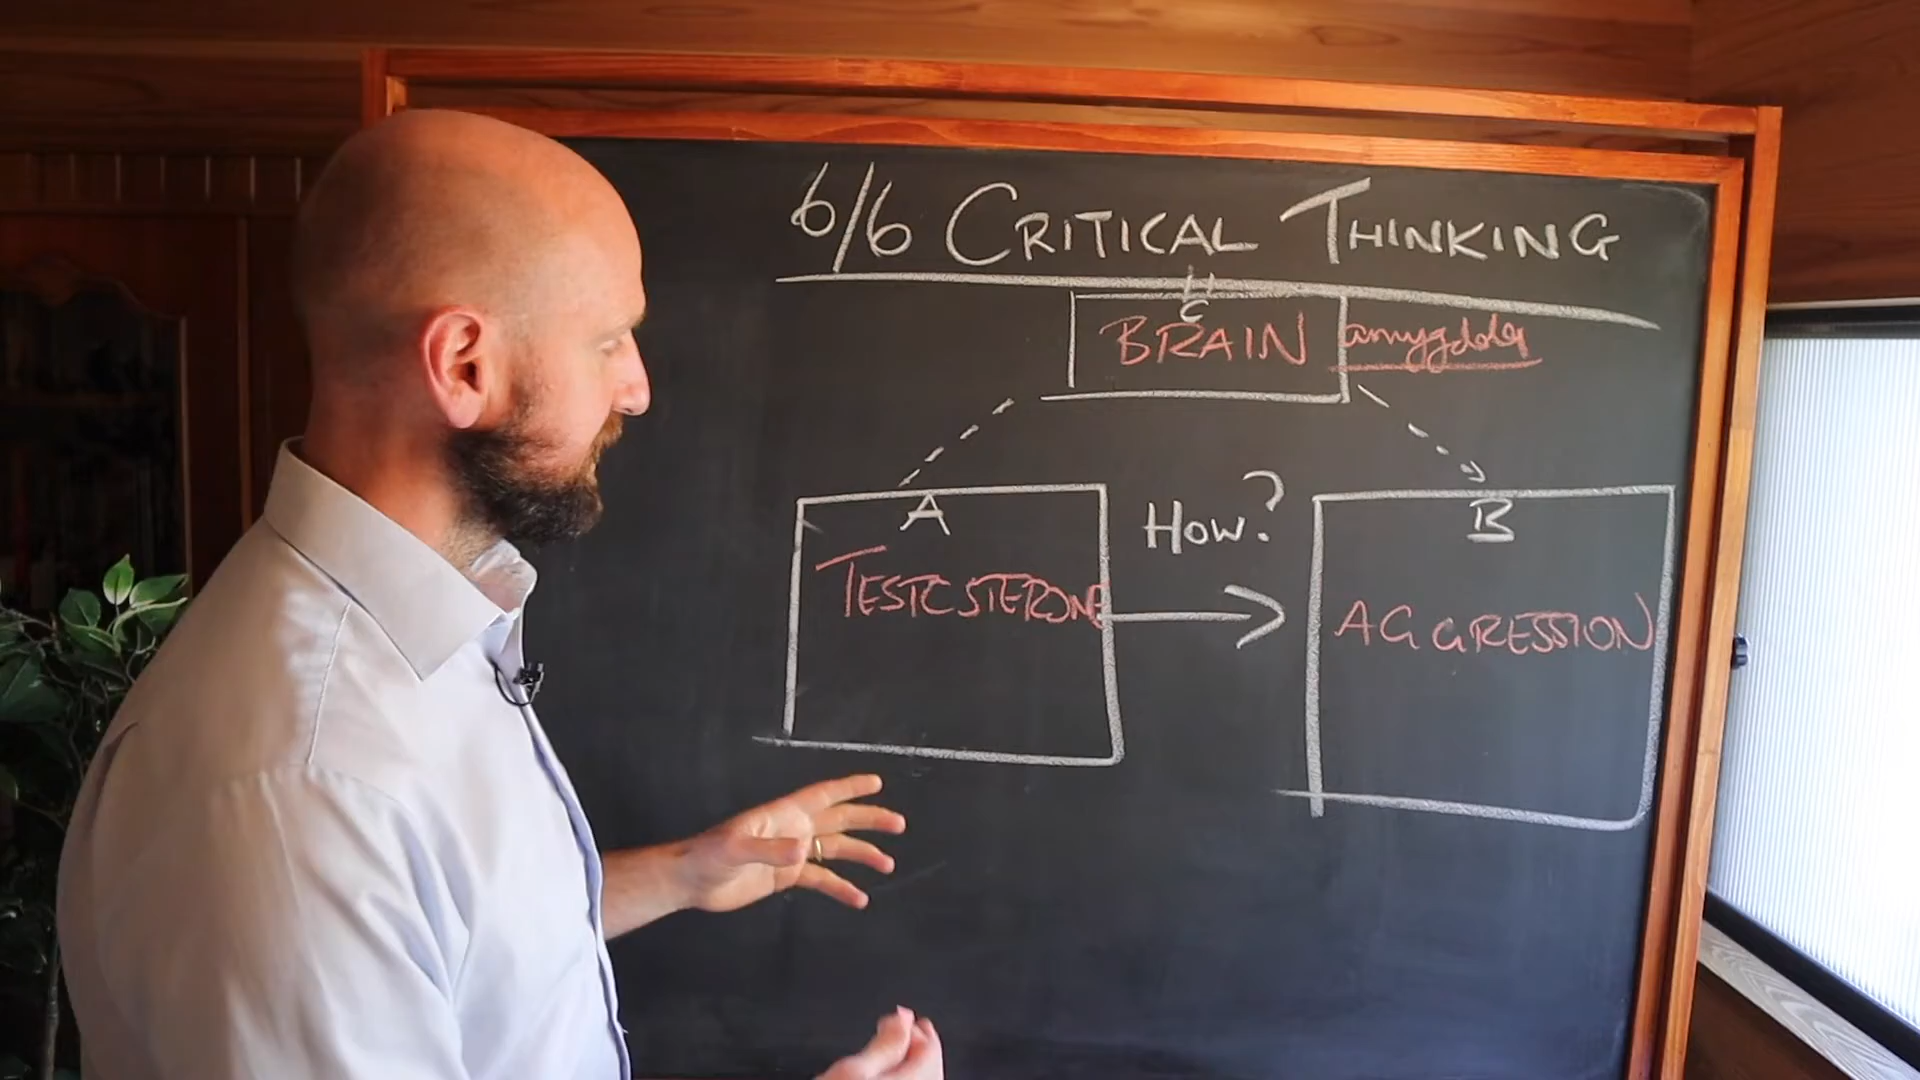 6/6 CRITICAL THINKING
C
BRAIN amygdala
A
How?
B
TESTOSTERONE
AGGRESSION